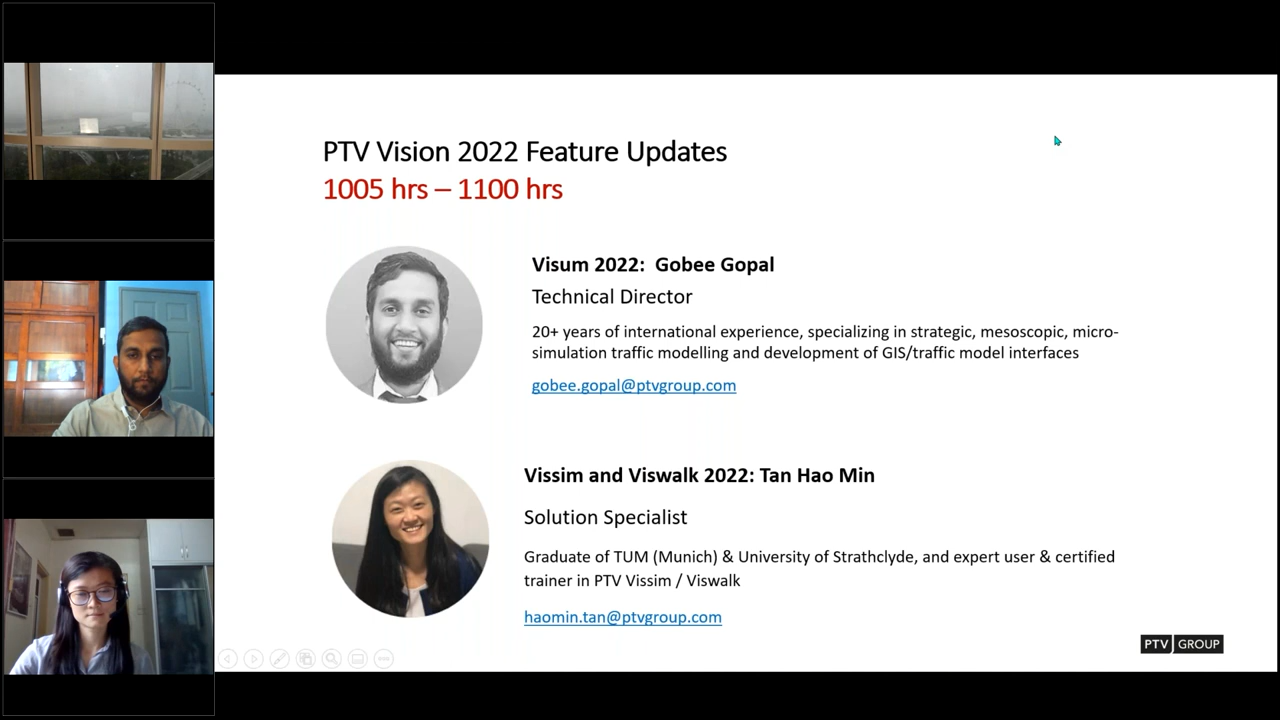 PTV Vision 2022 Feature Updates
1005 hrs – 1100 hrs
Visum 2022:  Gobee Gopal
Technical Director
20+ years of international experience, specializing in strategic, mesoscopic, micro-
simulation traffic modelling and development of GIS/traffic model interfaces
gobee.gopal@ptvgroup.com
Vissim and Viswalk 2022: Tan Hao Min
Solution Specialist
Graduate of TUM (Munich) & University of Strathclyde, and expert user & certified
trainer in PTV Vissim / Viswalk
haomin.tan@ptvgroup.com
PTV GROUP